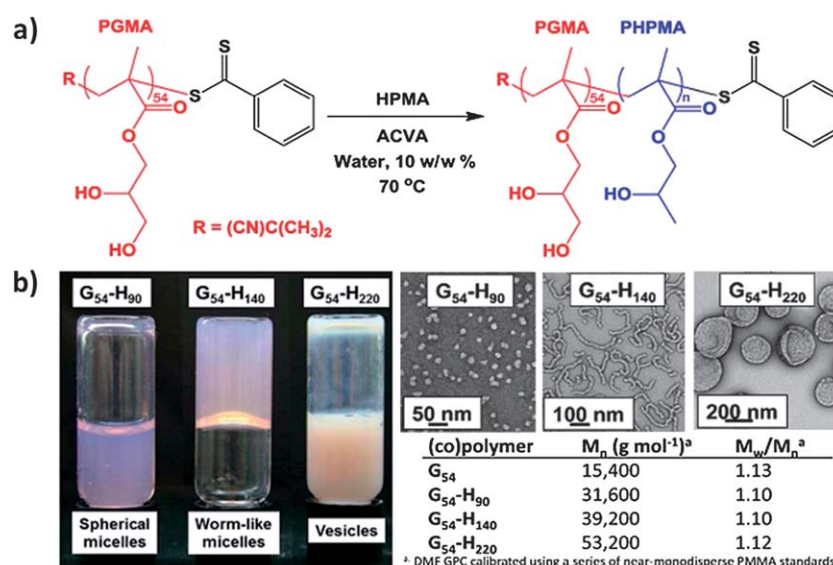 a)
PGMA
PGMA
PHPMA
R
54
S
S
O
O
HO
HO
R = (CN)C(CH₃)₂
HPMA
ACVA
Water, 10 w/w %
70 °C
R
54
n
S
S
O
O
O
O
HO
HO
HO
b)
G₅₄-H₉₀
G₅₄-H₁₄₀
G₅₄-H₂₂₀
Spherical
micelles
Worm-like
micelles
Vesicles
G₅₄-H₉₀
G₅₄-H₁₄₀
G₅₄-H₂₂₀
50 nm
100 nm
200 nm
(co)polymer Mₙ (g mol⁻¹)ᵃ M_w/Mₙᵃ
G₅₄ 15,400 1.13
G₅₄-H₉₀ 31,600 1.10
G₅₄-H₁₄₀ 39,200 1.10
G₅₄-H₂₂₀ 53,200 1.12
a. DMF GPC calibrated using a series of near-monodisperse PMMA standards